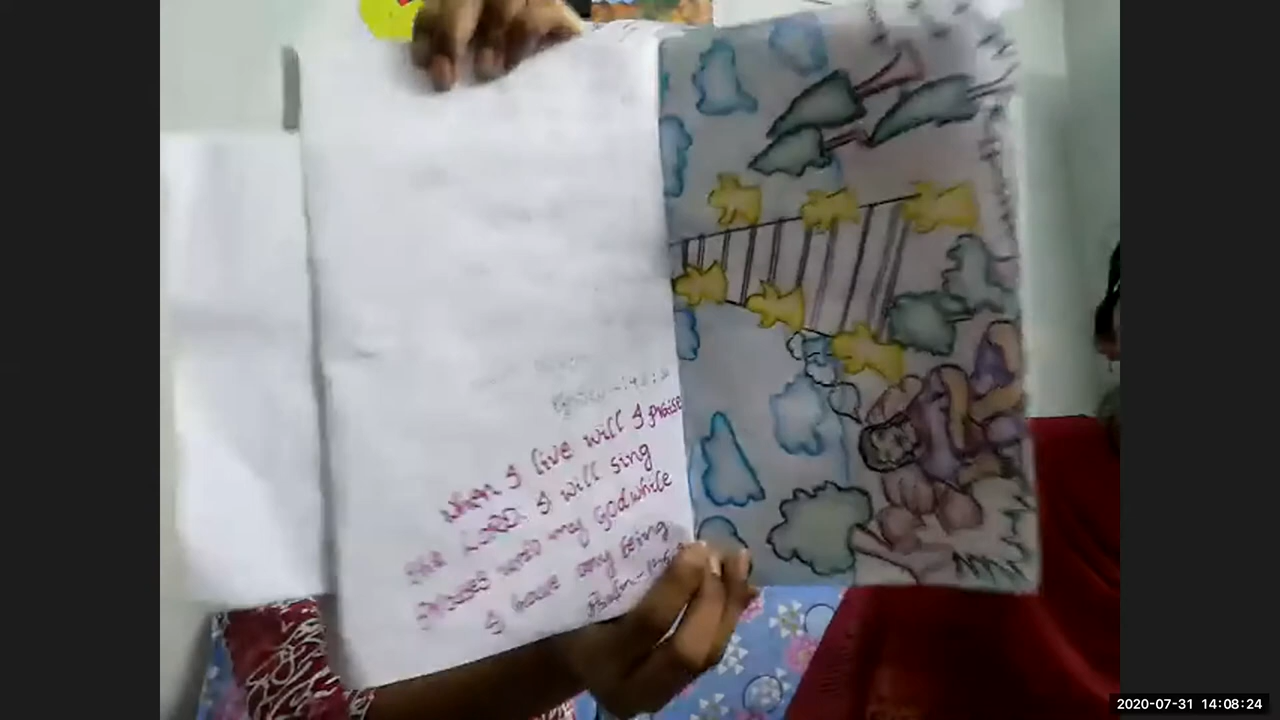 When I live will I praise
the LORD. I will sing
praises unto my God while
I have any being
Psalm-146
2020-07-31 14:08:24